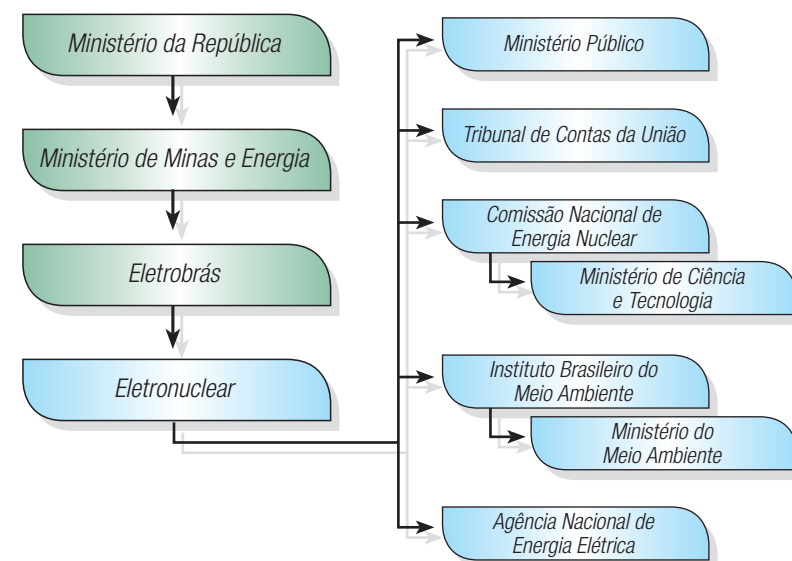 Ministério da República
Ministério de Minas e Energia
Eletrobrás
Eletronuclear
Ministério Público
Tribunal de Contas da União
Comissão Nacional de
Energia Nuclear
Ministério de Ciência
e Tecnologia
Instituto Brasileiro do
Meio Ambiente
Ministério do
Meio Ambiente
Agência Nacional de
Energia Elétrica